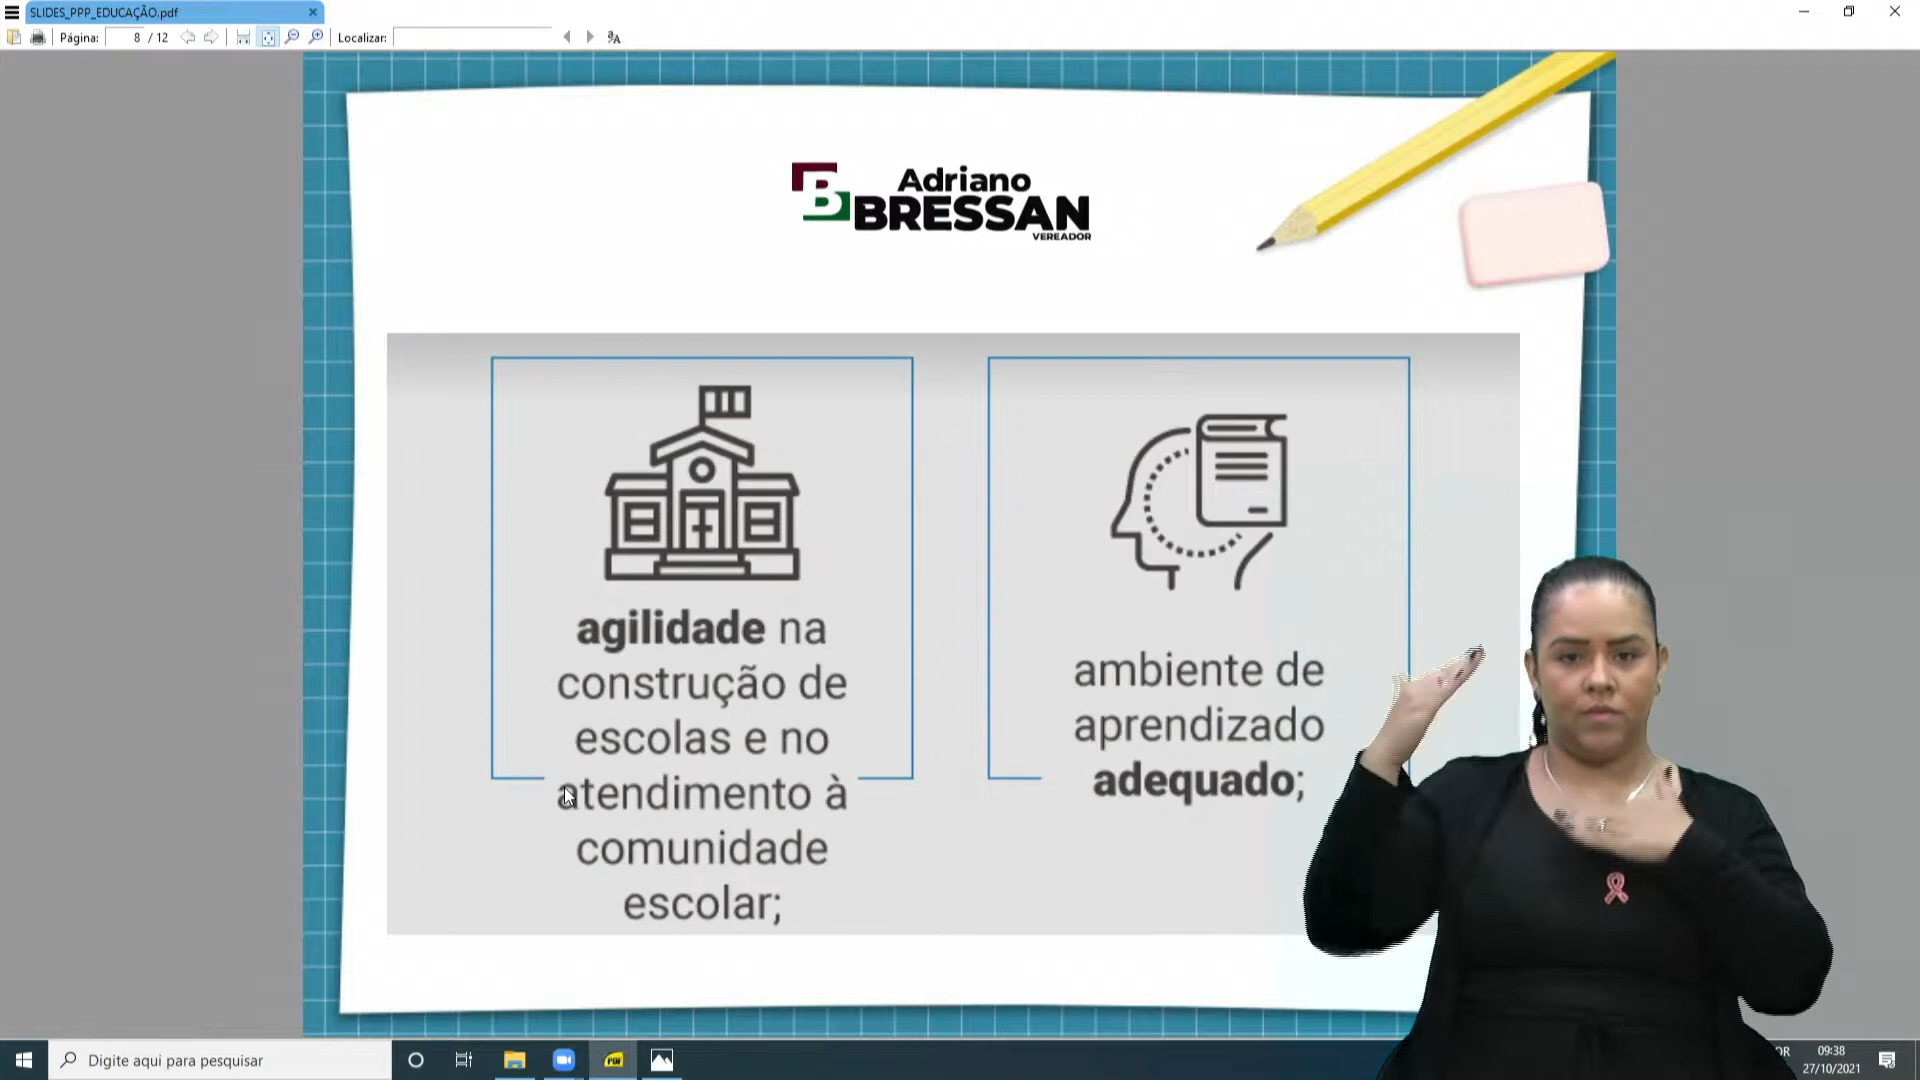 SLIDES_PPP_EDUCAÇÃO.pdf
Página: 8 / 12 Localizar:
Adriano
BRESSAN
VEREADOR
agilidade na
construção de
escolas e no
atendimento à
comunidade
escolar;
ambiente de
aprendizado
adequado;
Digite aqui para pesquisar
PDF
09:38
27/10/2021